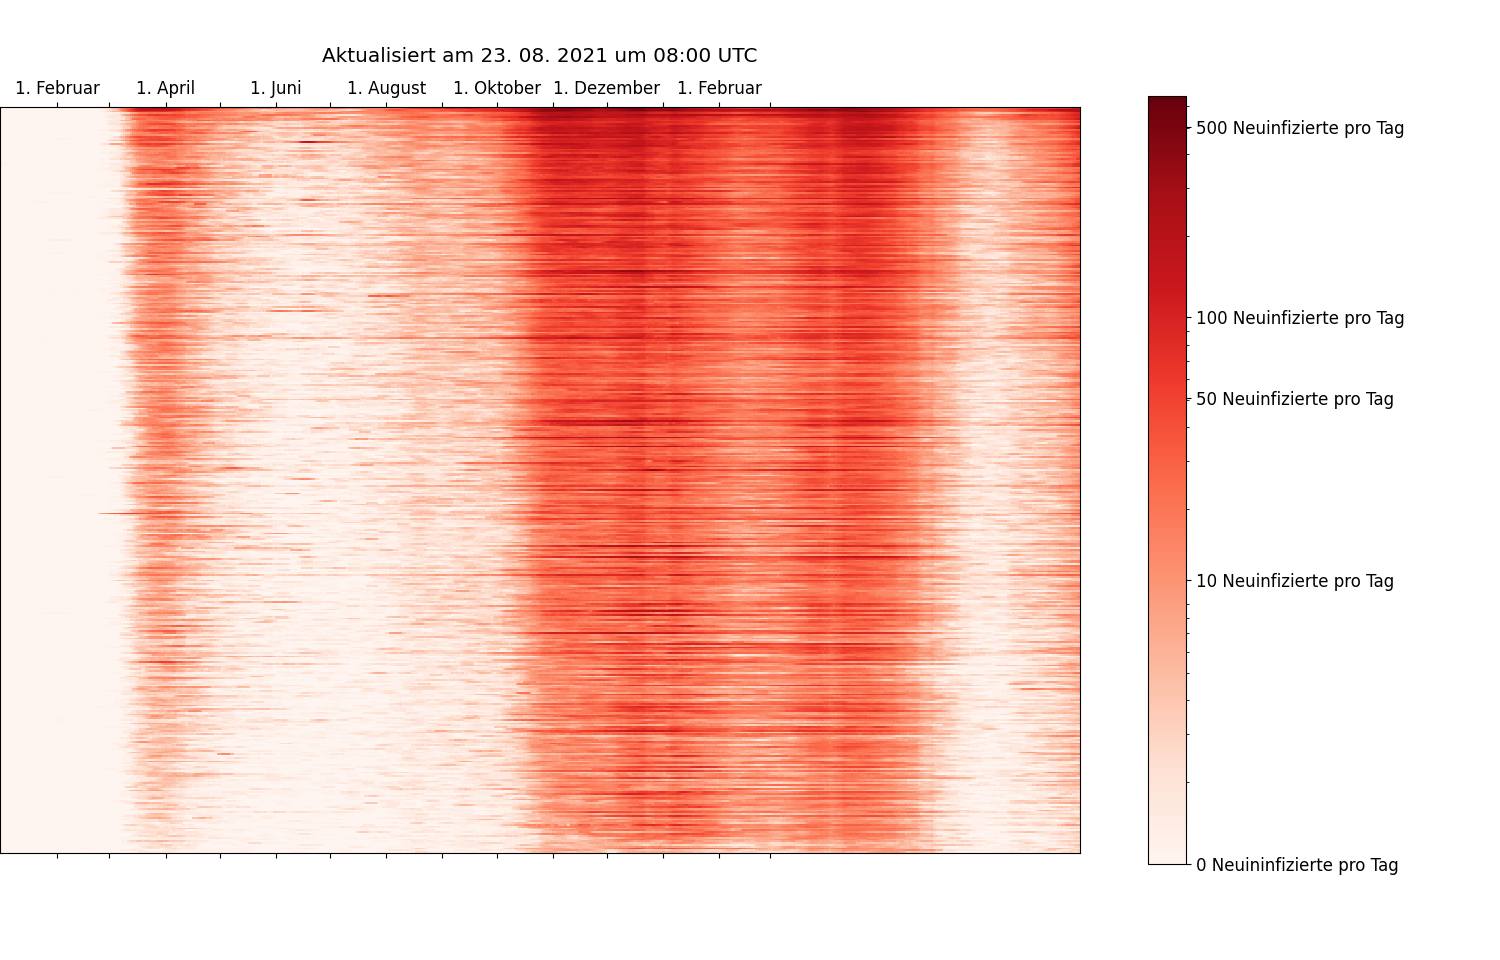 Aktualisiert am 23. 08. 2021 um 08:00 UTC
1. Februar 1. April 1. Juni 1. August 1. Oktober 1. Dezember 1. Februar
500 Neuinfizierte pro Tag
100 Neuinfizierte pro Tag
50 Neuinfizierte pro Tag
10 Neuinfizierte pro Tag
0 Neuininfizierte pro Tag